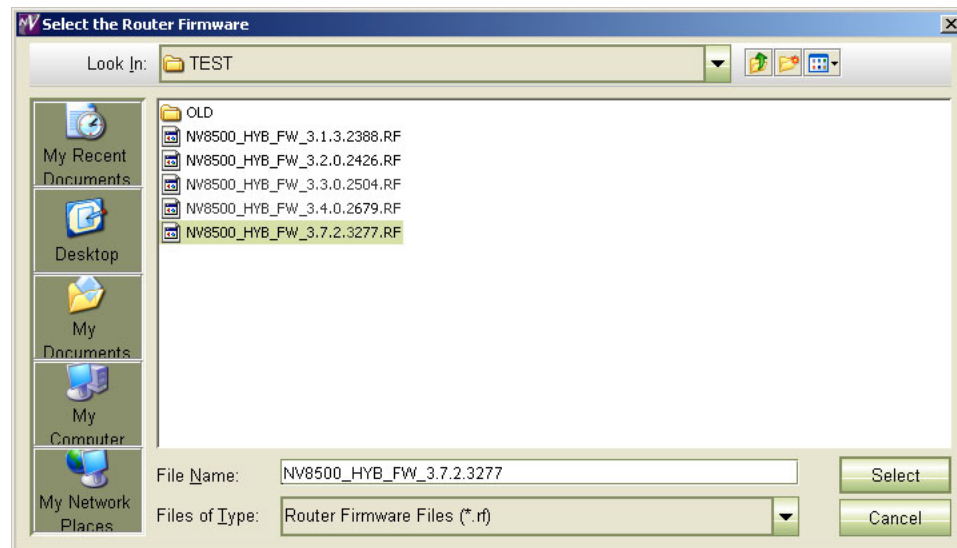 Select the Router Firmware
Look In: TEST
My Recent
Documents
Desktop
My
Documents
My
Computer
My Network
Places
OLD
NV8500_HYB_FW_3.1.3.2388.RF
NV8500_HYB_FW_3.2.0.2426.RF
NV8500_HYB_FW_3.3.0.2504.RF
NV8500_HYB_FW_3.4.0.2679.RF
NV8500_HYB_FW_3.7.2.3277.RF
File Name: NV8500_HYB_FW_3.7.2.3277
Select
Files of Type: Router Firmware Files (*.rf)
Cancel